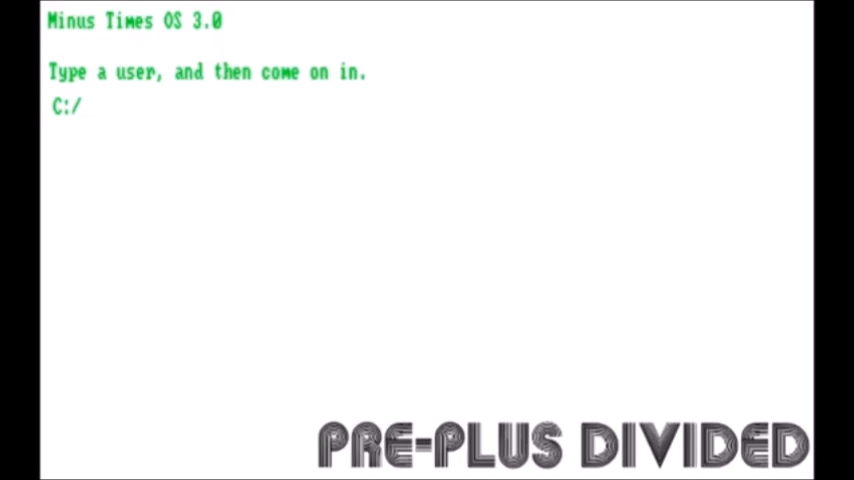 Minus Times OS 3.0
Type a user, and then come on in.
C:/
PRE-PLUS DIVIDED